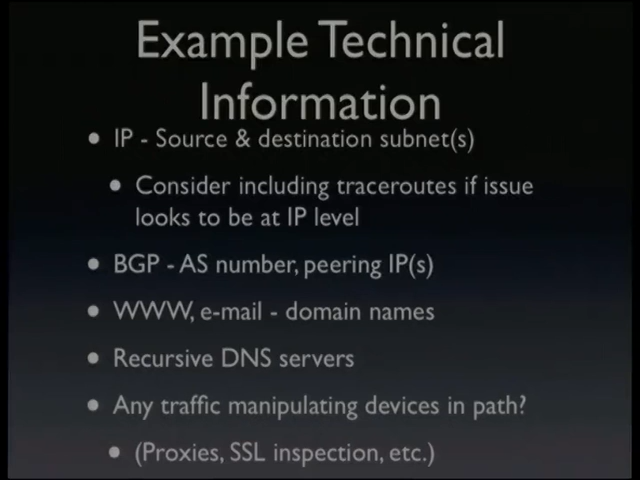 Example Technical
Information
• IP - Source & destination subnet(s)
• Consider including traceroutes if issue
looks to be at IP level
• BGP - AS number, peering IP(s)
• WWW, e-mail - domain names
• Recursive DNS servers
• Any traffic manipulating devices in path?
• (Proxies, SSL inspection, etc.)